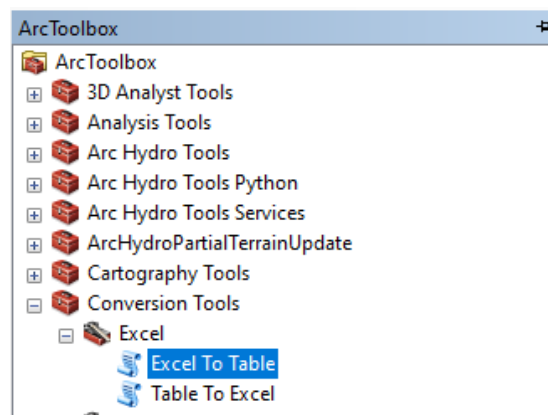 ArcToolbox
ArcToolbox
3D Analyst Tools
Analysis Tools
Arc Hydro Tools
Arc Hydro Tools Python
Arc Hydro Tools Services
ArcHydroPartialTerrainUpdate
Cartography Tools
Conversion Tools
Excel
Excel To Table
Table To Excel